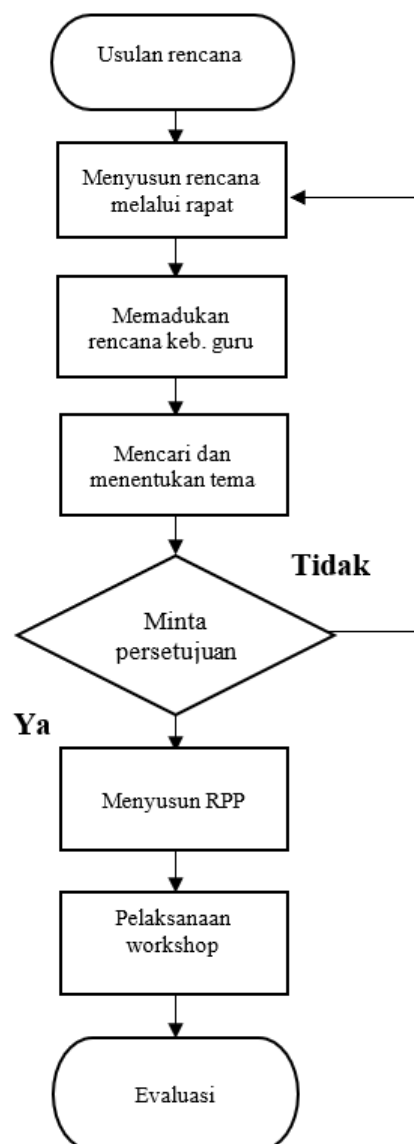 Usulan rencana
Menyusun rencana
melalui rapat
Memadukan
rencana keb. guru
Mencari dan
menentukan tema
Tidak
Minta
persetujuan
Ya
Menyusun RPP
Pelaksanaan
workshop
Evaluasi